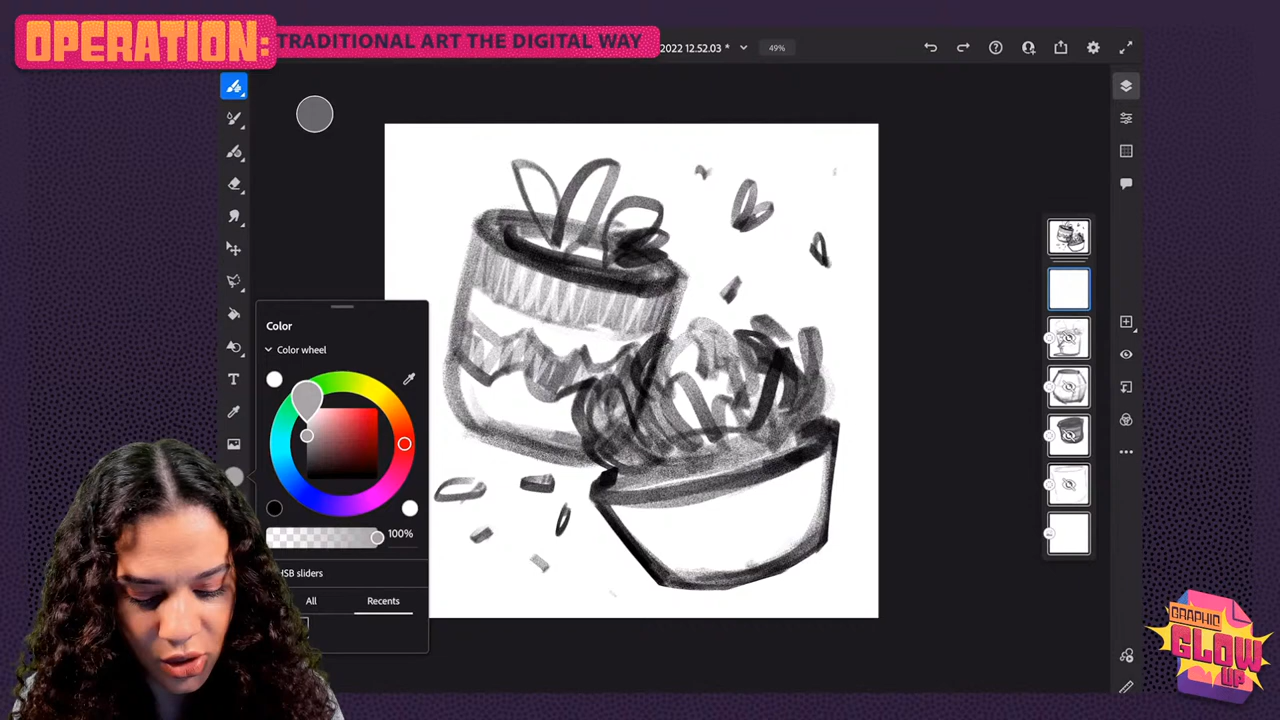 OPERATION:
TRADITIONAL ART THE DIGITAL WAY
2022 12.52.03 *
49%
T
Color
Color wheel
100%
HSB sliders
All
Recents
GRAPHIC
GLOW
UP